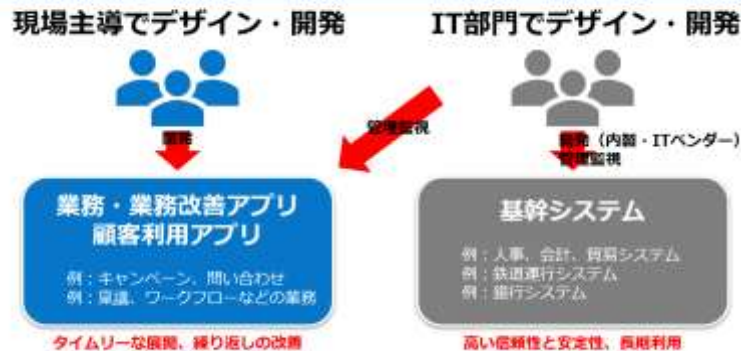 現場主導でデザイン・開発
IT部門でデザイン・開発
開発
管理監視
開発（内製・ITベンダー）
管理監視
業務・業務改善アプリ
顧客利用アプリ
例：キャンペーン、問い合わせ
例：稟議、ワークフローなどの業務
基幹システム
例：人事、会計、貿易システム
例：鉄道運行システム
例：銀行システム
タイムリーな展開、繰り返しの改善
高い信頼性と安定性、長期利用